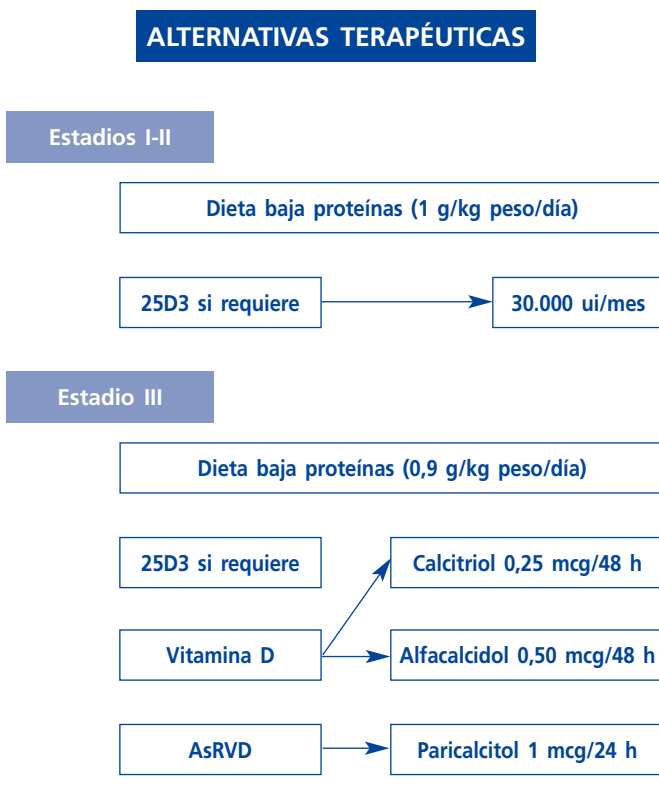 ALTERNATIVAS TERAPÉUTICAS
Estadios I-II
Dieta baja proteínas (1 g/kg peso/día)
25D3 si requiere
30.000 ui/mes
Estadio III
Dieta baja proteínas (0,9 g/kg peso/día)
25D3 si requiere
Calcitriol 0,25 mcg/48 h
Vitamina D
Alfacalcidol 0,50 mcg/48 h
AsRVD
Paricalcitol 1 mcg/24 h